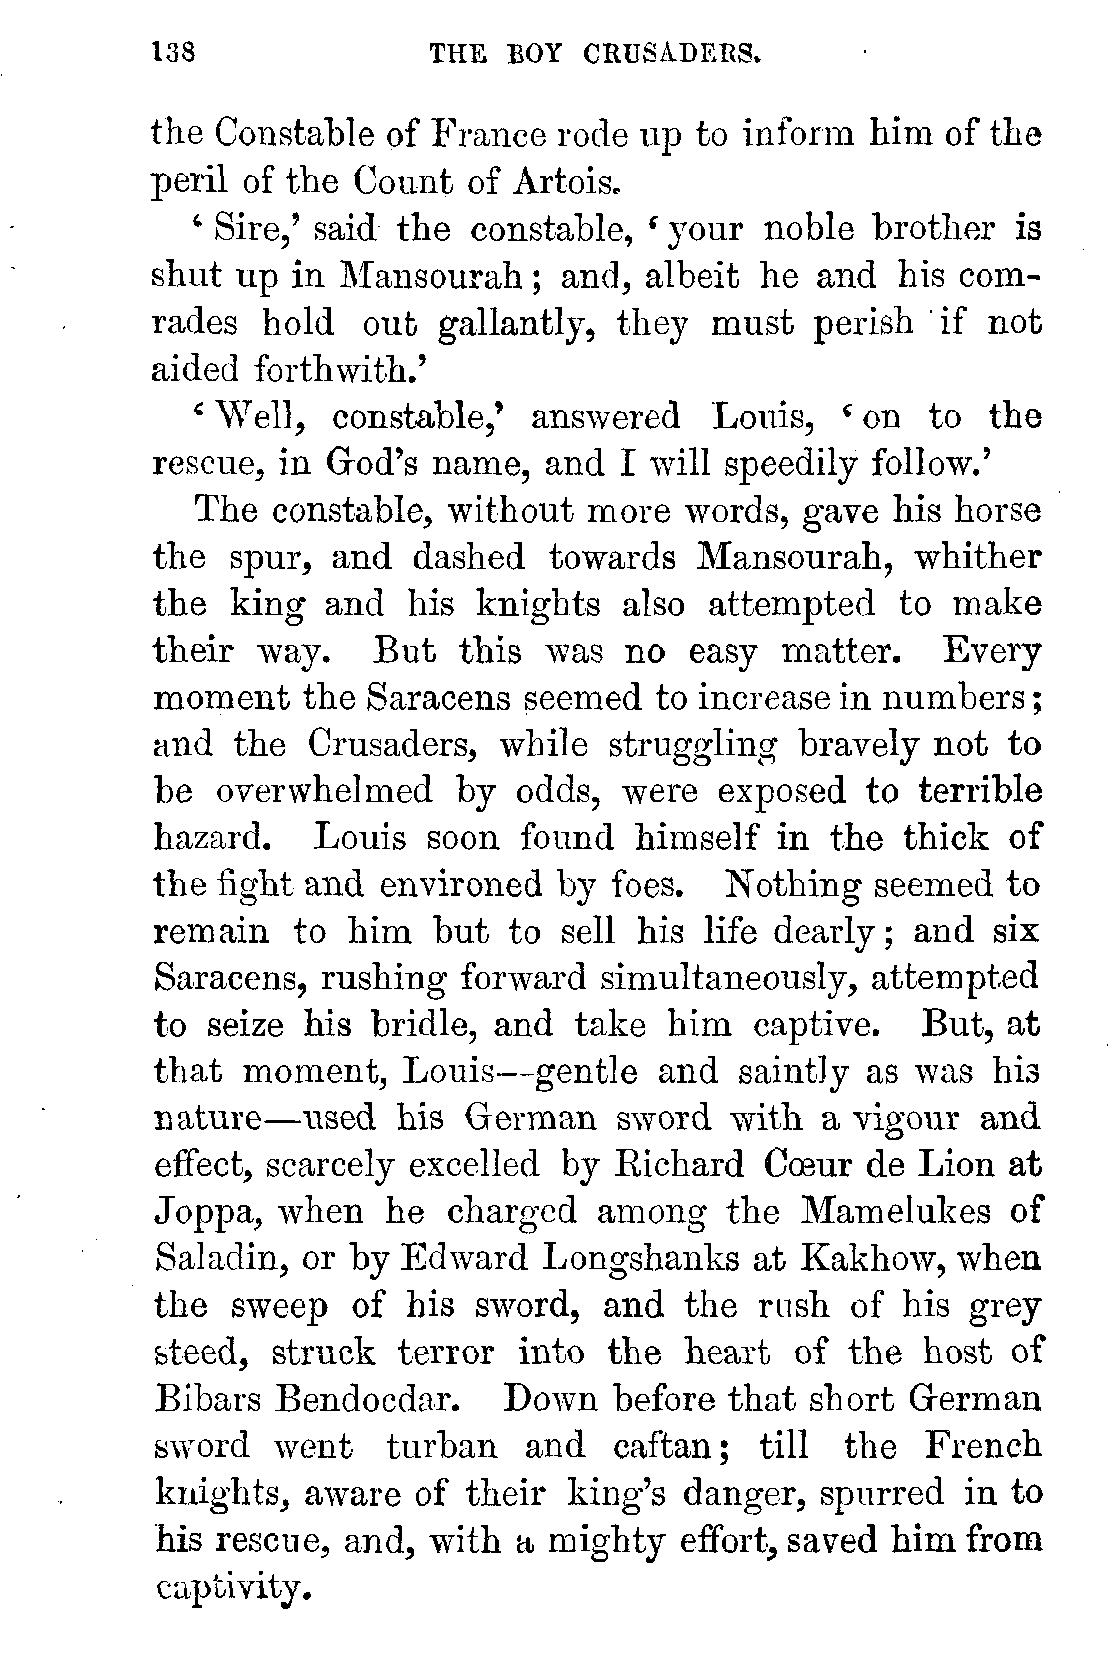 138 THE BOY CRUSADERS.
the Constable of France rode up to inform him of the
peril of the Count of Artois.
‘ Sire,’ said the constable, ‘ your noble brother is
shut up in Mansourah ; and, albeit he and his com-
rades hold out gallantly, they must perish if not
aided forthwith.’
‘ Well, constable,’ answered Louis, ‘ on to the
rescue, in God’s name, and I will speedily follow.’
The constable, without more words, gave his horse
the spur, and dashed towards Mansourah, whither
the king and his knights also attempted to make
their way. But this was no easy matter. Every
moment the Saracens seemed to increase in numbers ;
and the Crusaders, while struggling bravely not to
be overwhelmed by odds, were exposed to terrible
hazard. Louis soon found himself in the thick of
the fight and environed by foes. Nothing seemed to
remain to him but to sell his life dearly ; and six
Saracens, rushing forward simultaneously, attempted
to seize his bridle, and take him captive. But, at
that moment, Louis—gentle and saintly as was his
nature—used his German sword with a vigour and
effect, scarcely excelled by Richard Cœur de Lion at
Joppa, when he charged among the Mamelukes of
Saladin, or by Edward Longshanks at Kakhow, when
the sweep of his sword, and the rush of his grey
steed, struck terror into the heart of the host of
Bibars Bendocdar. Down before that short German
sword went turban and caftan ; till the French
knights, aware of their king’s danger, spurred in to
his rescue, and, with a mighty effort, saved him from
captivity.